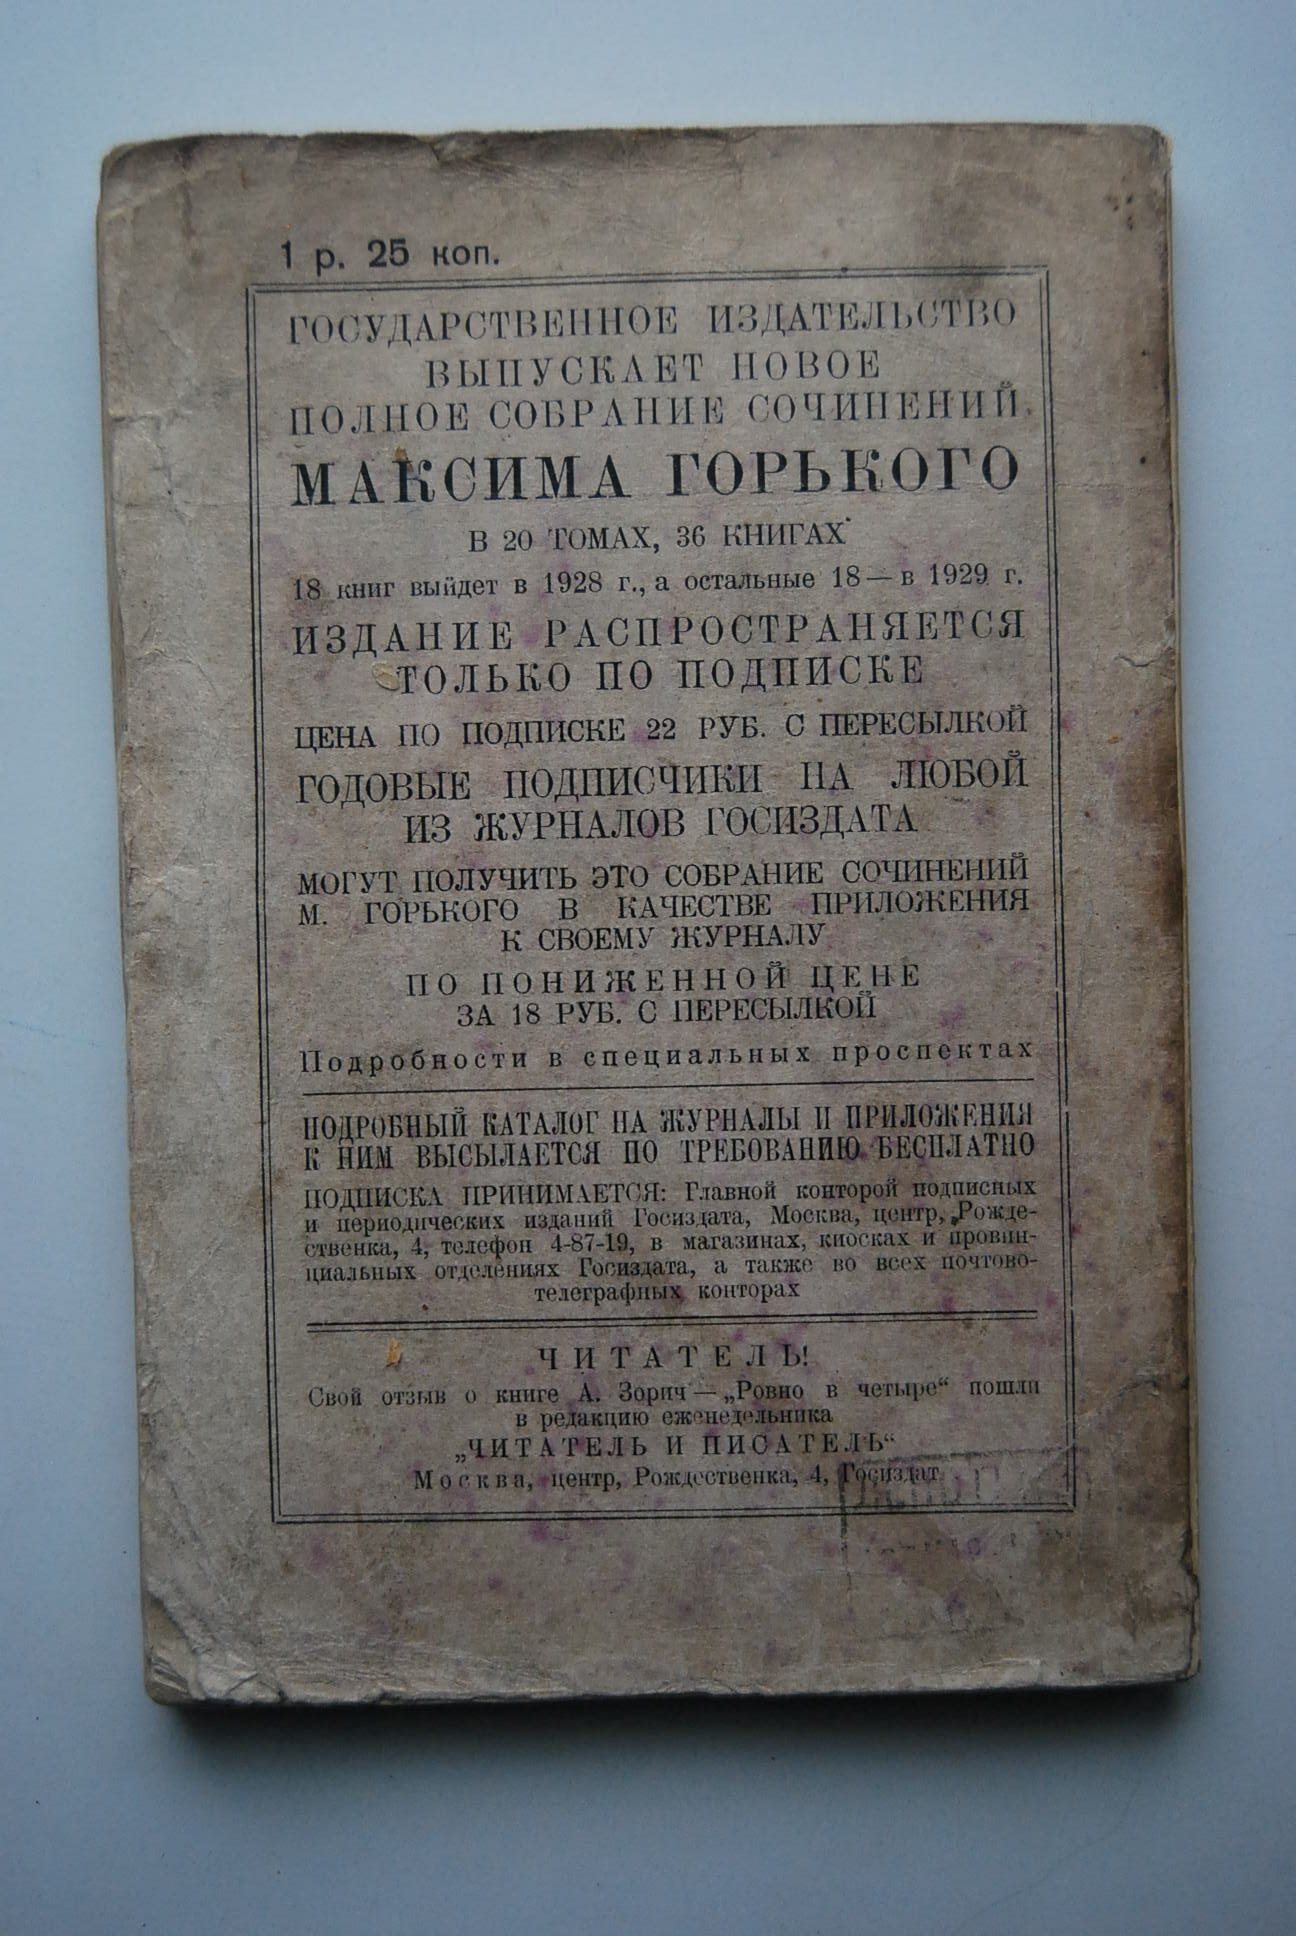 1 р. 25 коп.
ГОСУДАРСТВЕННОЕ ИЗДАТЕЛЬСТВО
ВЫПУСКАЕТ НОВОЕ
ПОЛНОЕ СОБРАНИЕ СОЧИНЕНИЙ
МАКСИМА ГОРЬКОГО
В 20 ТОМАХ, 36 КНИГАХ
18 книг выйдет в 1928 г., а остальные 18 — в 1929 г.
ИЗДАНИЕ РАСПРОСТРАНЯЕТСЯ
ТОЛЬКО ПО ПОДПИСКЕ
ЦЕНА ПО ПОДПИСКЕ 22 РУБ. С ПЕРЕСЫЛКОЙ
ГОДОВЫЕ ПОДПИСЧИКИ НА ЛЮБОЙ
ИЗ ЖУРНАЛОВ ГОСИЗДАТА
МОГУТ ПОЛУЧИТЬ ЭТО СОБРАНИЕ СОЧИНЕНИЙ
М. ГОРЬКОГО В КАЧЕСТВЕ ПРИЛОЖЕНИЯ
К СВОЕМУ ЖУРНАЛУ
ПО ПОНИЖЕННОЙ ЦЕНЕ
ЗА 18 РУБ. С ПЕРЕСЫЛКОЙ
Подробности в специальных проспектах
ПОДРОБНЫЙ КАТАЛОГ НА ЖУРНАЛЫ И ПРИЛОЖЕНИЯ
К НИМ ВЫСЫЛАЕТСЯ ПО ТРЕБОВАНИЮ БЕСПЛАТНО
ПОДПИСКА ПРИНИМАЕТСЯ: Главной конторой подписных
и периодических изданий Госиздата, Москва, центр, Рожде-
ственка, 4, телефон 4-87-19, в магазинах, киосках и провин-
циальных отделениях Госиздата, а также во всех почтово-
телеграфных конторах
ЧИТАТЕЛЬ!
Свой отзыв о книге А. Зорич — „Ровно в четыре“ пошли
в редакцию еженедельника
„ЧИТАТЕЛЬ И ПИСАТЕЛЬ“
Москва, центр, Рождественка, 4, Госиздат